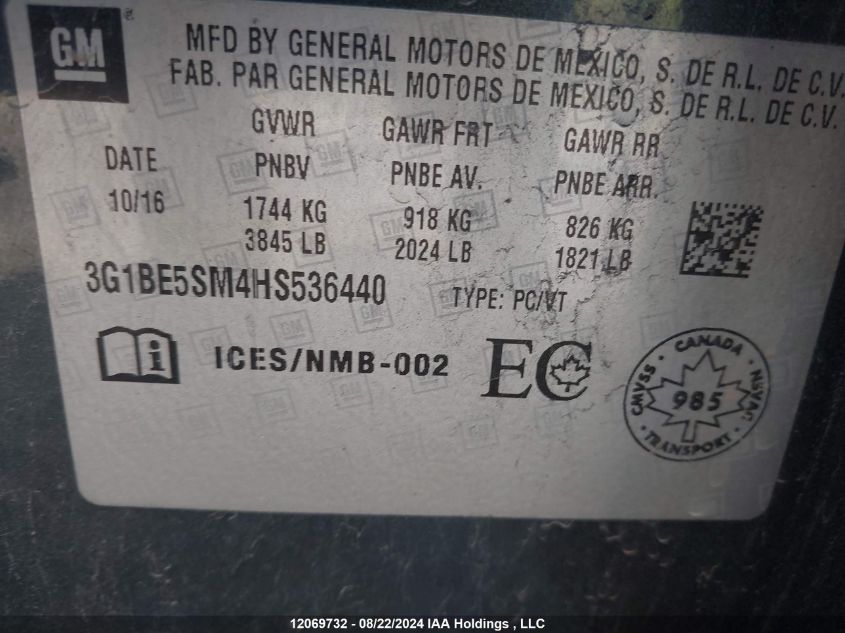 GM
MFD BY GENERAL MOTORS DE MEXICO, S. DE R.L. DE C.V.
FAB. PAR GENERAL MOTORS DE MEXICO, S. DE R.L. DE C.V.
DATE GVWR GAWR FRT GAWR RR
PNBV PNBE AV. PNBE ARR.
10/16 1744 KG 918 KG 826 KG
3845 LB 2024 LB 1821 LB
3G1BE5SM4HS536440 TYPE: PC/VT
i ICES/NMB-002 EC
CANADA
CMVSS 985 NSVAC
TRANSPORT
12069732 - 08/22/2024 IAA Holdings , LLC